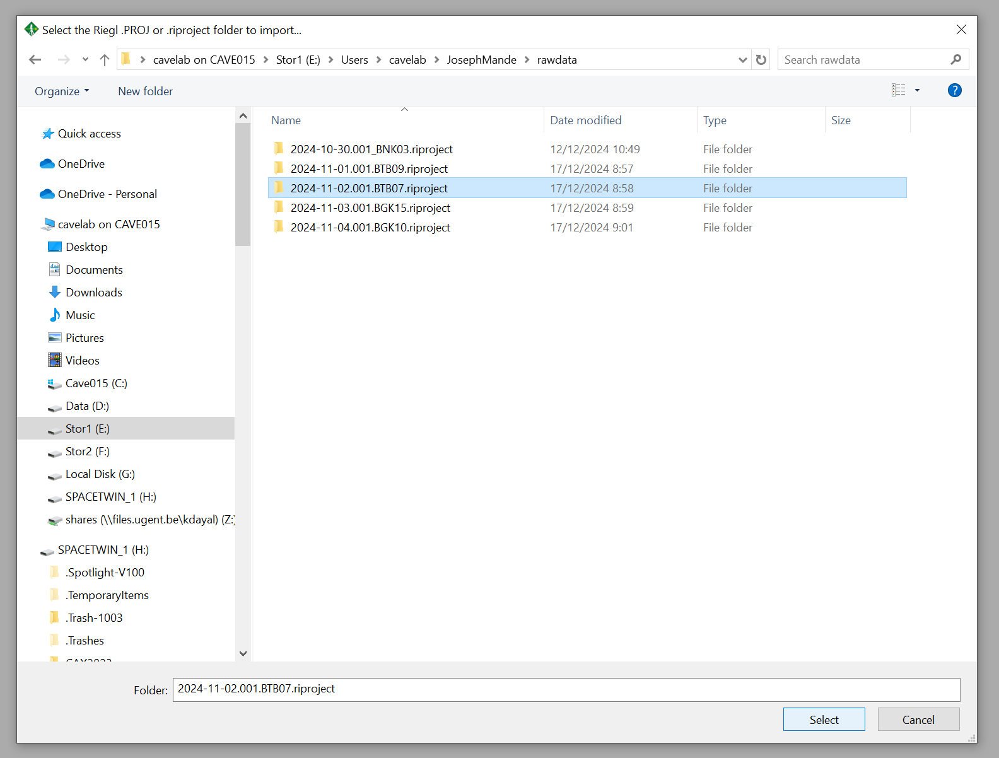 Select the Riegl .PROJ or .riproject folder to import...
cavelab on CAVE015 Stor1 (E:) Users cavelab JosephMande rawdata
Search rawdata
Organize New folder
?
Name Date modified Type Size
2024-10-30.001_BNK03.riproject 12/12/2024 10:49 File folder
2024-11-01.001.BTB09.riproject 17/12/2024 8:57 File folder
2024-11-02.001.BTB07.riproject 17/12/2024 8:58 File folder
2024-11-03.001.BGK15.riproject 17/12/2024 8:59 File folder
2024-11-04.001.BGK10.riproject 17/12/2024 9:01 File folder
Quick access
OneDrive
OneDrive - Personal
cavelab on CAVE015
Desktop
Documents
Downloads
Music
Pictures
Videos
Cave015 (C:)
Data (D:)
Stor1 (E:)
Stor2 (F:)
Local Disk (G:)
SPACETWIN_1 (H:)
shares (\\files.ugent.be\kdayal) (Z:)
SPACETWIN_1 (H:)
.Spotlight-V100
.TemporaryItems
.Trash-1003
.Trashes
Folder: 2024-11-02.001.BTB07.riproject
Select Cancel